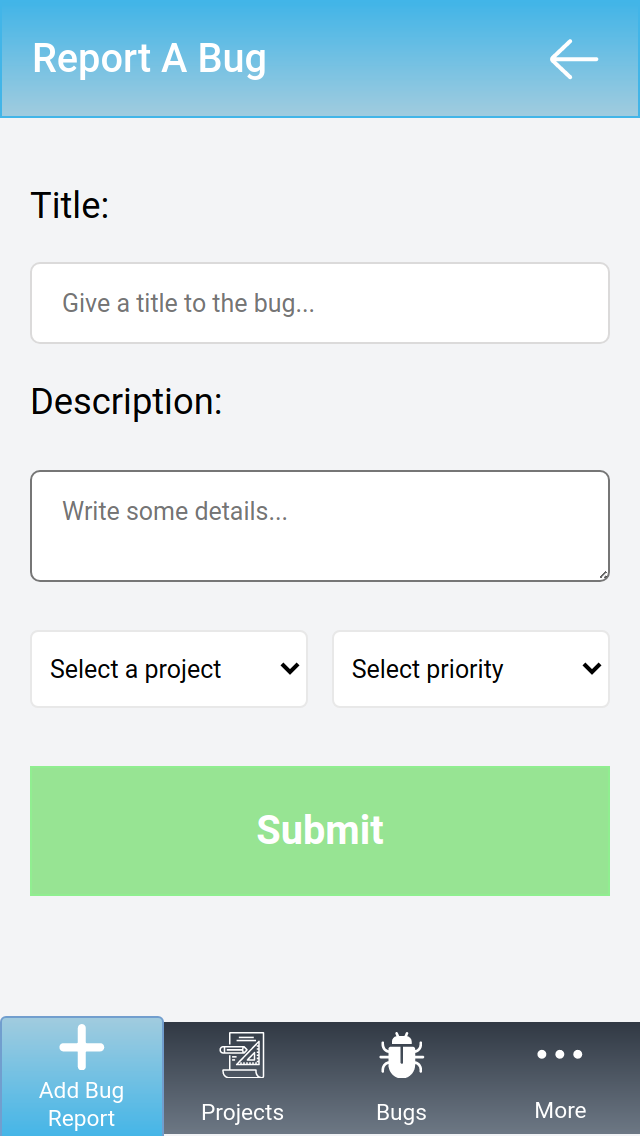 Report A Bug
Title:
Give a title to the bug...
Description:
Write some details...
Select a project
Select priority
Submit
Add Bug
Report
Projects
Bugs
More